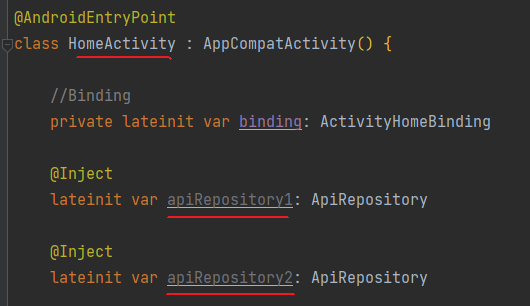 @AndroidEntryPoint
class HomeActivity : AppCompatActivity() {
//Binding
private lateinit var binding: ActivityHomeBinding
@Inject
lateinit var apiRepository1: ApiRepository
@Inject
lateinit var apiRepository2: ApiRepository